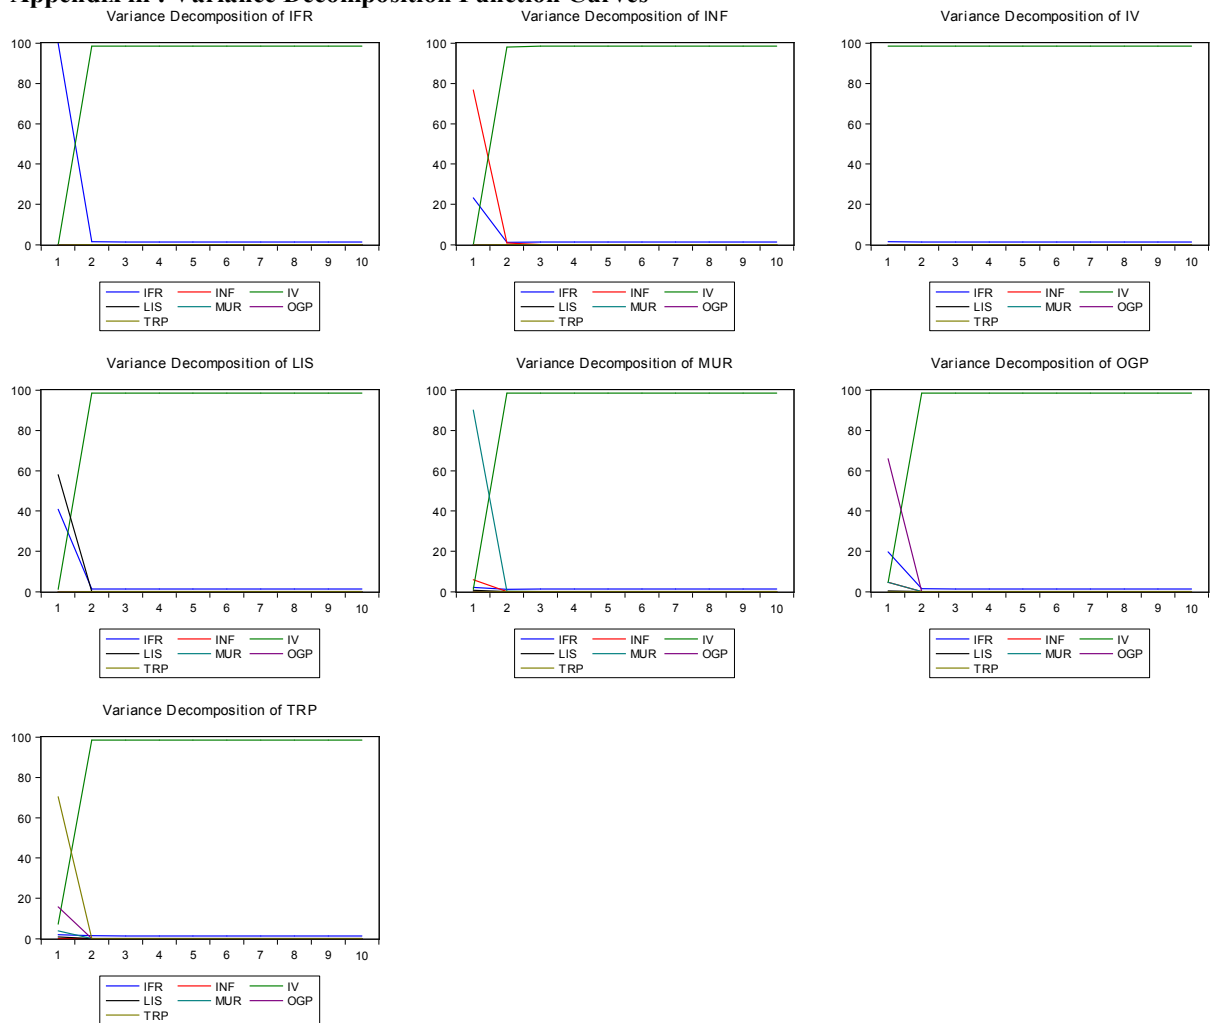 Appendix III : Variance Decomposition Function Curves
Variance Decomposition of IFR
100
80
60
40
20
0
1 2 3 4 5 6 7 8 9 10
IFR INF IV
LIS MUR OGP
TRP
Variance Decomposition of INF
100
80
60
40
20
0
1 2 3 4 5 6 7 8 9 10
IFR INF IV
LIS MUR OGP
TRP
Variance Decomposition of IV
100
80
60
40
20
0
1 2 3 4 5 6 7 8 9 10
IFR INF IV
LIS MUR OGP
TRP
Variance Decomposition of LIS
100
80
60
40
20
0
1 2 3 4 5 6 7 8 9 10
IFR INF IV
LIS MUR OGP
TRP
Variance Decomposition of MUR
100
80
60
40
20
0
1 2 3 4 5 6 7 8 9 10
IFR INF IV
LIS MUR OGP
TRP
Variance Decomposition of OGP
100
80
60
40
20
0
1 2 3 4 5 6 7 8 9 10
IFR INF IV
LIS MUR OGP
TRP
Variance Decomposition of TRP
100
80
60
40
20
0
1 2 3 4 5 6 7 8 9 10
IFR INF IV
LIS MUR OGP
TRP